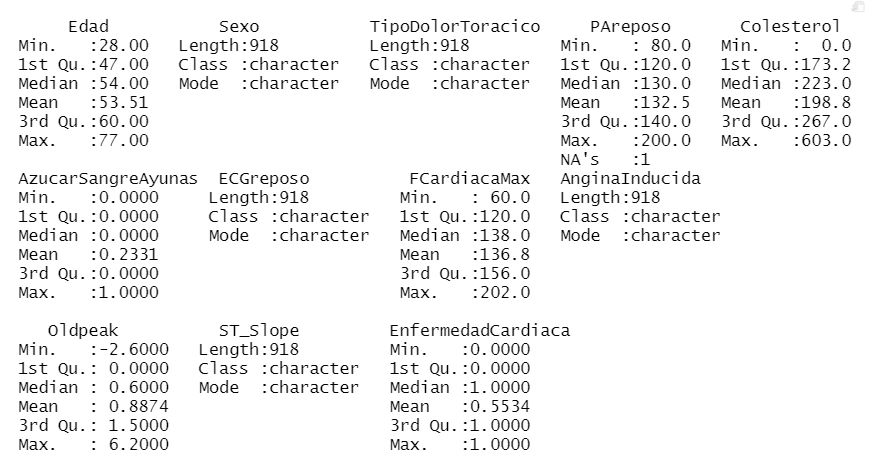 Edad           Sexo           TipoDolorToracico    PAreposo       Colesterol
Min.   :28.00   Length:918         Length:918         Min.   : 80.0   Min.   :  0.0
1st Qu.:47.00   Class :character   Class :character   1st Qu.:120.0   1st Qu.:173.2
Median :54.00   Mode  :character   Mode  :character   Median :130.0   Median :223.0
Mean   :53.51                                         Mean   :132.5   Mean   :198.8
3rd Qu.:60.00                                         3rd Qu.:140.0   3rd Qu.:267.0
Max.   :77.00                                         Max.   :200.0   Max.   :603.0
                                                      NA's   :1
AzucarSangreAyunas  ECGreposo          FCardiacaMax   AnginaInducida
Min.   :0.0000     Length:918         Min.   : 60.0   Length:918
1st Qu.:0.0000     Class :character   1st Qu.:120.0   Class :character
Median :0.0000     Mode  :character   Median :138.0   Mode  :character
Mean   :0.2331                        Mean   :136.8
3rd Qu.:0.0000                        3rd Qu.:156.0
Max.   :1.0000                        Max.   :202.0
   Oldpeak          ST_Slope         EnfermedadCardiaca
Min.   :-2.6000   Length:918         Min.   :0.0000
1st Qu.: 0.0000   Class :character   1st Qu.:0.0000
Median : 0.6000   Mode  :character   Median :1.0000
Mean   : 0.8874                      Mean   :0.5534
3rd Qu.: 1.5000                      3rd Qu.:1.0000
Max.   : 6.2000                      Max.   :1.0000